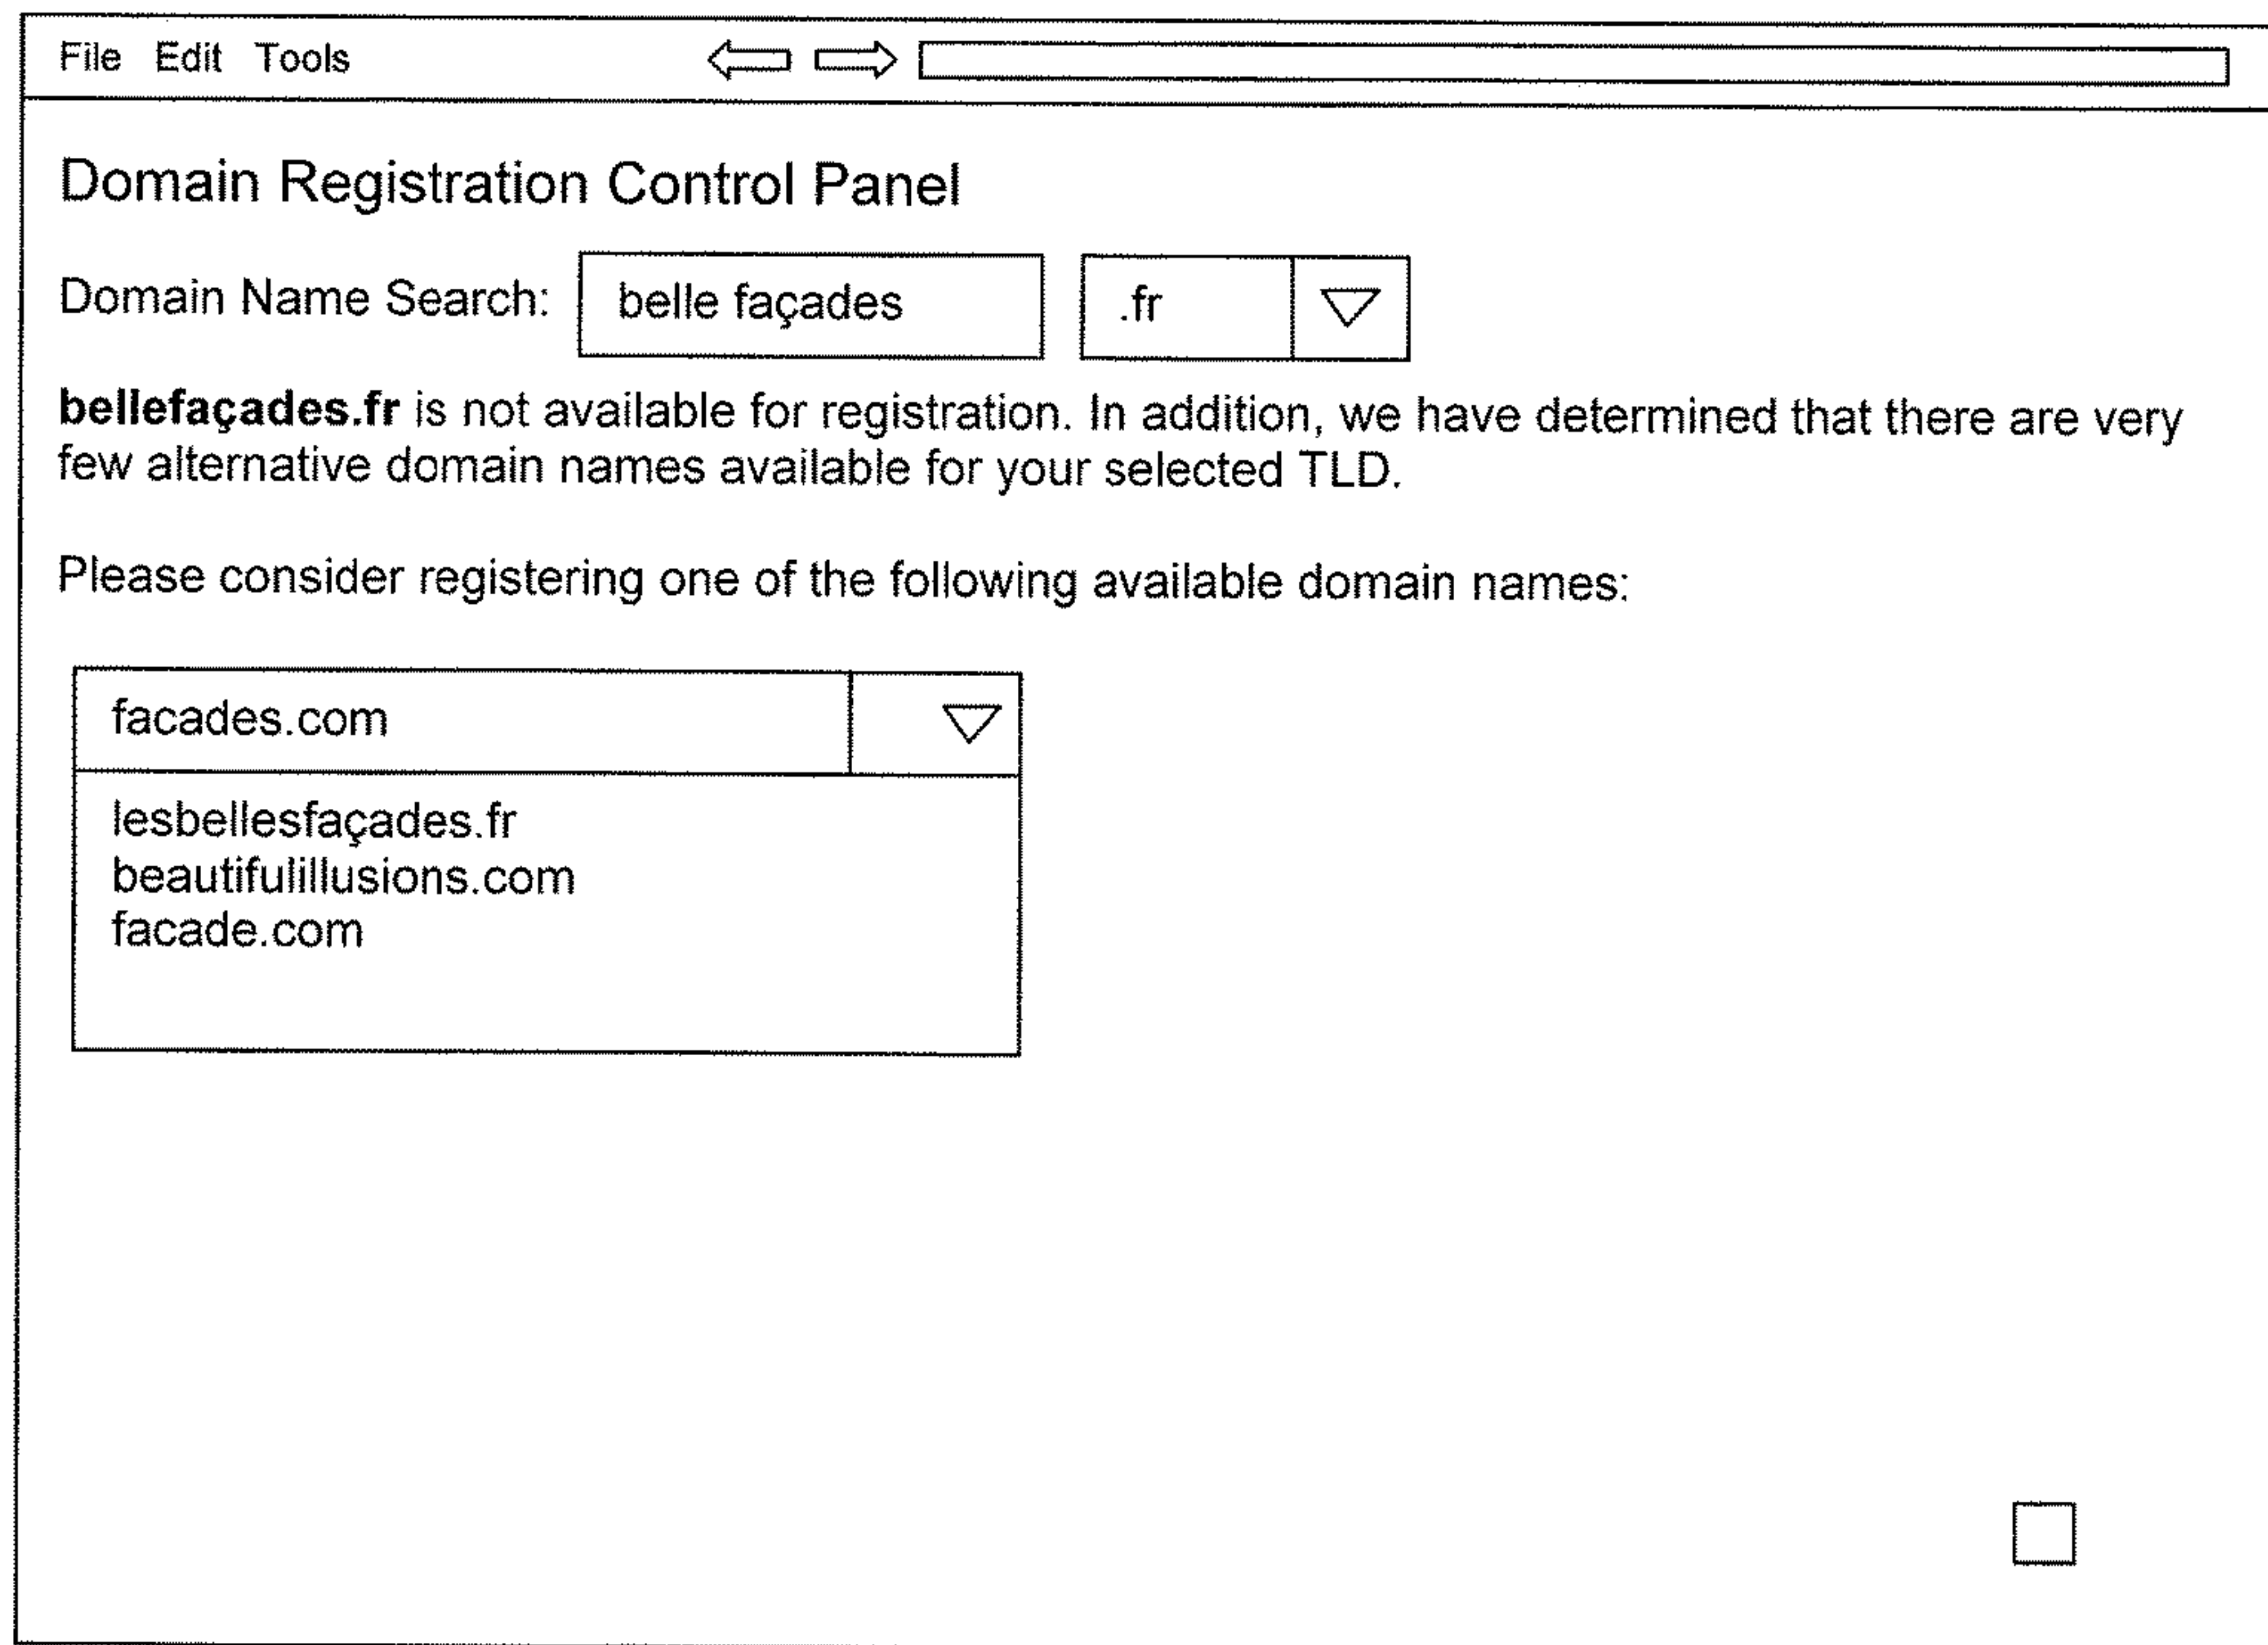 File Edit Tools
Domain Registration Control Panel
Domain Name Search: belle façades .fr
bellefaçades.fr is not available for registration. In addition, we have determined that there are very
few alternative domain names available for your selected TLD.
Please consider registering one of the following available domain names:
facades.com
lesbellesfaçades.fr
beautifulillusions.com
facade.com